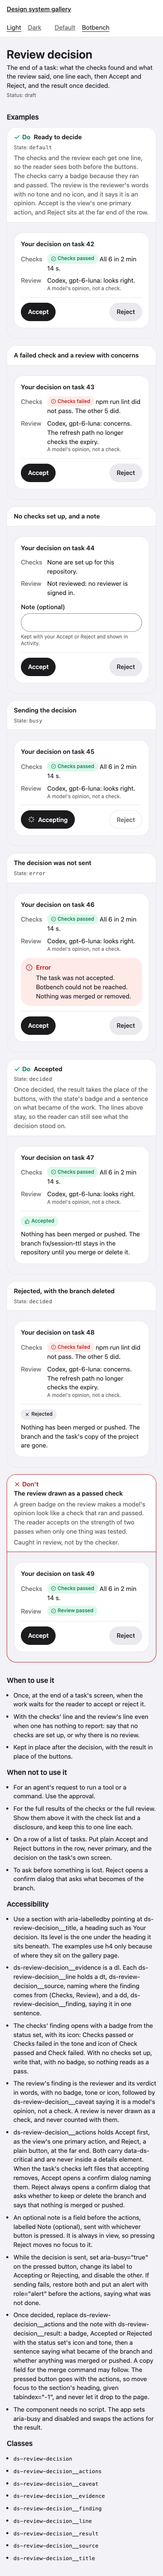 Design system gallery
Light Dark Default Botbench
Review decision
The end of a task: what the checks found and what
the review said, one line each, then Accept and
Reject, and the result once decided.
Status: draft
Examples
Do Ready to decide
State: default
The checks and the review each get one line,
so the reader sees both before the buttons.
The checks carry a badge because they ran
and passed. The review is the reviewer's words
with no tone and no icon, and it says it is an
opinion. Accept is the view's one primary
action, and Reject sits at the far end of the row.
Your decision on task 42
Checks Checks passed All 6 in 2 min
14 s.
Review Codex, gpt-6-luna: looks right.
A model's opinion, not a check.
Accept Reject
A failed check and a review with concerns
Your decision on task 43
Checks Checks failed npm run lint did
not pass. The other 5 did.
Review Codex, gpt-6-luna: concerns.
The refresh path no longer
checks the expiry.
A model's opinion, not a check.
Accept Reject
No checks set up, and a note
Your decision on task 44
Checks None are set up for this
repository.
Review Not reviewed: no reviewer is
signed in.
Note (optional)
Kept with your Accept or Reject and shown in
Activity.
Accept Reject
Sending the decision
State: busy
Your decision on task 45
Checks Checks passed All 6 in 2 min
14 s.
Review Codex, gpt-6-luna: looks right.
A model's opinion, not a check.
Accepting Reject
The decision was not sent
State: error
Your decision on task 46
Checks Checks passed All 6 in 2 min
14 s.
Review Codex, gpt-6-luna: looks right.
A model's opinion, not a check.
Error
The task was not accepted.
Botbench could not be reached.
Nothing was merged or removed.
Accept Reject
Do Accepted
State: decided
Once decided, the result takes the place of the
buttons, with the state's badge and a sentence
on what became of the work. The lines above
stay, so the reader can still see what the
decision stood on.
Your decision on task 47
Checks Checks passed All 6 in 2 min
14 s.
Review Codex, gpt-6-luna: looks right.
A model's opinion, not a check.
Accepted
Nothing has been merged or pushed. The
branch fix/session-ttl stays in the
repository until you merge or delete it.
Rejected, with the branch deleted
State: decided
Your decision on task 48
Checks Checks failed npm run lint did
not pass. The other 5 did.
Review Codex, gpt-6-luna: concerns.
The refresh path no longer
checks the expiry.
A model's opinion, not a check.
Rejected
Nothing has been merged or pushed. The
branch and the task's copy of the project
are gone.
Don't
The review drawn as a passed check
A green badge on the review makes a model's
opinion look like a check that ran and passed.
The reader accepts on the strength of two
passes when only one thing was tested.
Caught in review, not by the checker.
Your decision on task 49
Checks Checks passed All 6 in 2 min
14 s.
Review Review passed
Accept Reject
When to use it
Once, at the end of a task's screen, when the
work waits for the reader to accept or reject it.
With the checks' line and the review's line even
when one has nothing to report: say that no
checks are set up, or why there is no review.
Kept in place after the decision, with the result in
place of the buttons.
When not to use it
For an agent's request to run a tool or a
command. Use the approval.
For the full results of the checks or the full review.
Show them above it with the check list and a
disclosure, and keep this to one line each.
On a row of a list of tasks. Put plain Accept and
Reject buttons in the row, never primary, and the
decision on the task's own screen.
To ask before something is lost. Reject opens a
confirm dialog that asks what becomes of the
branch.
Accessibility
Use a section with aria-labelledby pointing at ds-
review-decision__title, a heading such as Your
decision. Its level is the one under the heading it
sits beneath. The examples use h4 only because
of where they sit on the gallery page.
ds-review-decision__evidence is a dl. Each ds-
review-decision__line holds a dt, ds-review-
decision__source, naming where the finding
comes from (Checks, Review), and a dd, ds-
review-decision__finding, saying it in one
sentence.
The checks' finding opens with a badge from the
status set, with its icon: Checks passed or
Checks failed in the tone and icon of Check
passed and Check failed. With no checks set up,
write that, with no badge, so nothing reads as a
pass.
The review's finding is the reviewer and its verdict
in words, with no badge, tone or icon, followed by
ds-review-decision__caveat saying it is a model's
opinion, not a check. A review is never drawn as a
check, and never counted with them.
ds-review-decision__actions holds Accept first,
as the view's one primary action, and Reject, a
plain button, at the far end. Both carry data-ds-
critical and are never inside a details element.
When the task's checks left files that accepting
removes, Accept opens a confirm dialog naming
them. Reject always opens a confirm dialog that
asks whether to keep or delete the branch and
says that nothing is merged or pushed.
An optional note is a field before the actions,
labelled Note (optional), sent with whichever
button is pressed. It is always in view, so pressing
Reject moves no focus to it.
While the decision is sent, set aria-busy="true"
on the pressed button, change its label to
Accepting or Rejecting, and disable the other. If
sending fails, restore both and put an alert with
role="alert" before the actions, saying what was
not done.
Once decided, replace ds-review-
decision__actions and the note with ds-review-
decision__result: a badge, Accepted or Rejected
with the status set's icon and tone, then a
sentence saying what became of the branch and
whether anything was merged or pushed. A copy
field for the merge command may follow. The
pressed button goes with the actions, so move
focus to the section's heading, given
tabindex="-1", and never let it drop to the page.
The component needs no script. The app sets
aria-busy and disabled and swaps the actions for
the result.
Classes
ds-review-decision
ds-review-decision__actions
ds-review-decision__caveat
ds-review-decision__evidence
ds-review-decision__finding
ds-review-decision__line
ds-review-decision__result
ds-review-decision__source
ds-review-decision__title